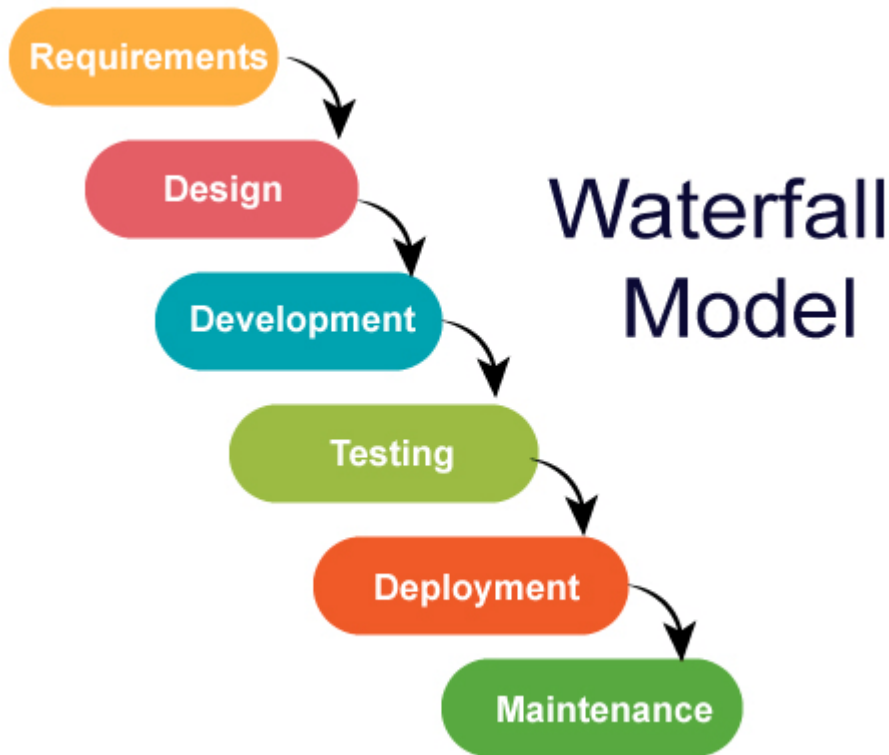 Requirements
Design
Development
Testing
Deployment
Maintenance
Waterfall
Model